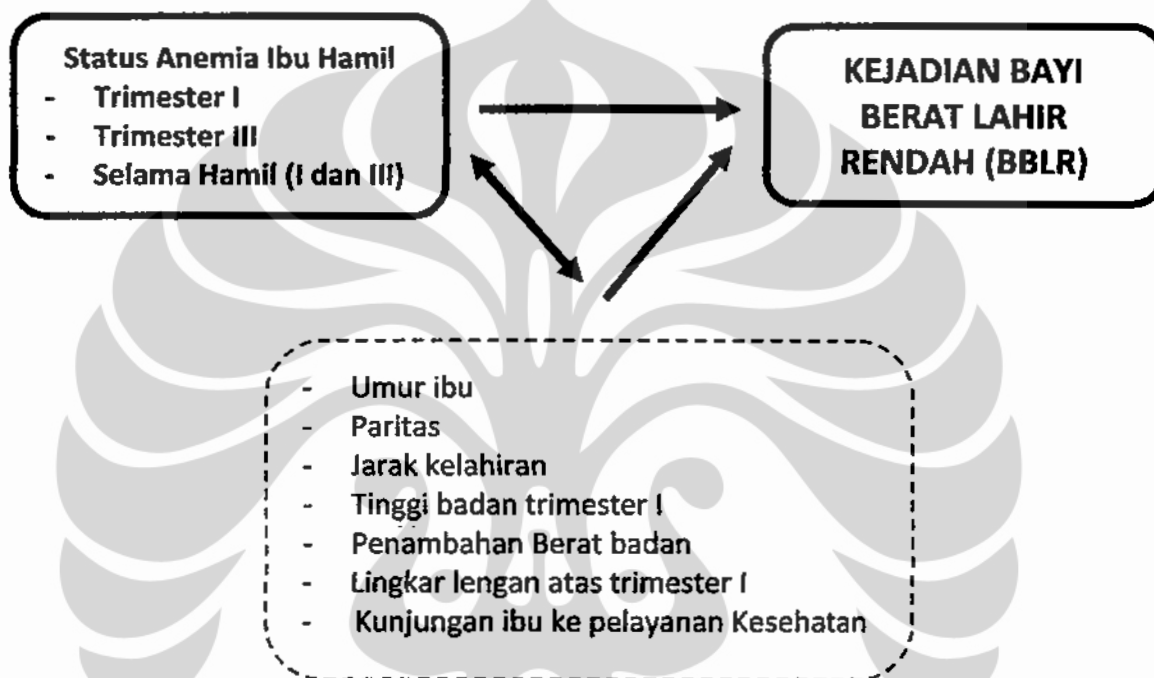 Status Anemia Ibu Hamil
- Trimester I
- Trimester III
- Selama Hamil (I dan III)
KEJADIAN BAYI
BERAT LAHIR
RENDAH (BBLR)
- Umur ibu
- Paritas
- Jarak kelahiran
- Tinggi badan trimester I
- Penambahan Berat badan
- Lingkar lengan atas trimester I
- Kunjungan ibu ke pelayanan Kesehatan